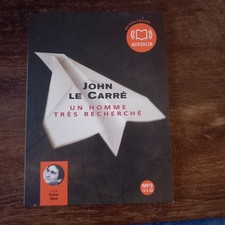 AUDIOLIB
JOHN
LE CARRÉ
UN HOMME
TRÈS RECHERCHÉ
MP3